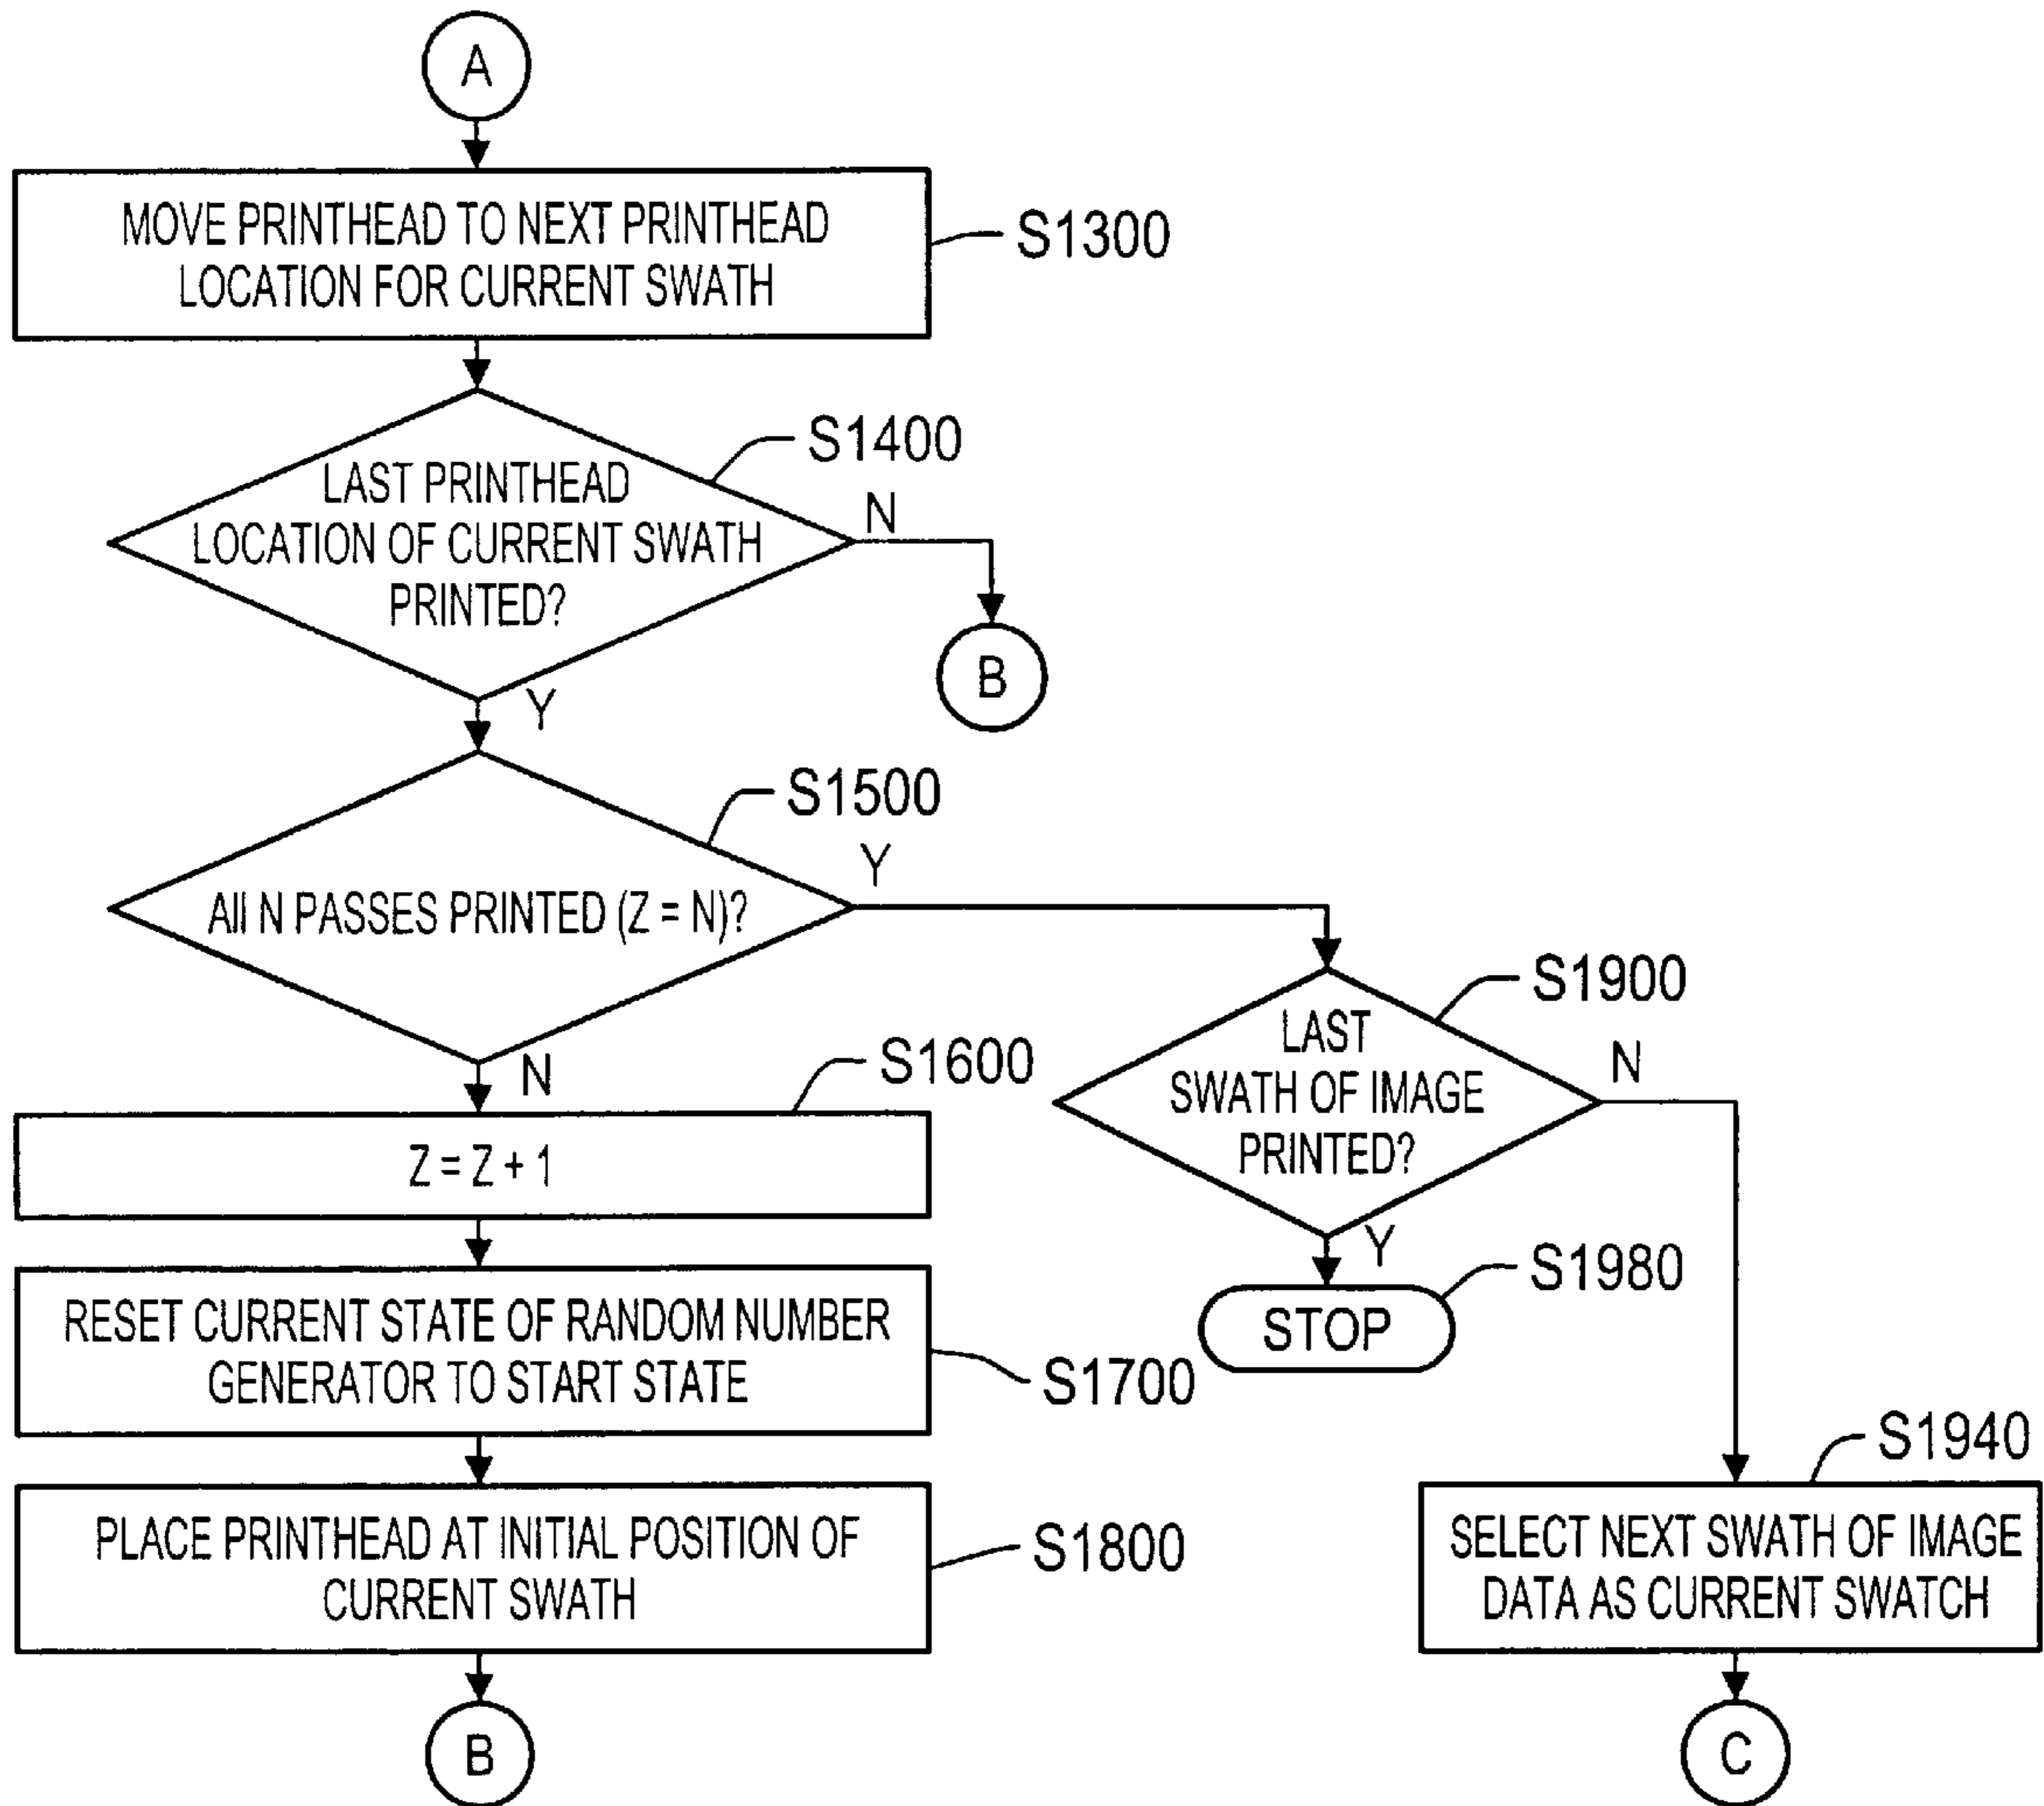 A
MOVE PRINTHEAD TO NEXT PRINTHEAD
LOCATION FOR CURRENT SWATH
S1300
LAST PRINTHEAD
LOCATION OF CURRENT SWATH
PRINTED?
S1400
N
B
Y
All N PASSES PRINTED (Z = N)?
S1500
Y
N
LAST
SWATH OF IMAGE
PRINTED?
S1900
N
Y
STOP
S1980
Z = Z + 1
S1600
RESET CURRENT STATE OF RANDOM NUMBER
GENERATOR TO START STATE
S1700
PLACE PRINTHEAD AT INITIAL POSITION OF
CURRENT SWATH
S1800
B
SELECT NEXT SWATH OF IMAGE
DATA AS CURRENT SWATCH
S1940
C